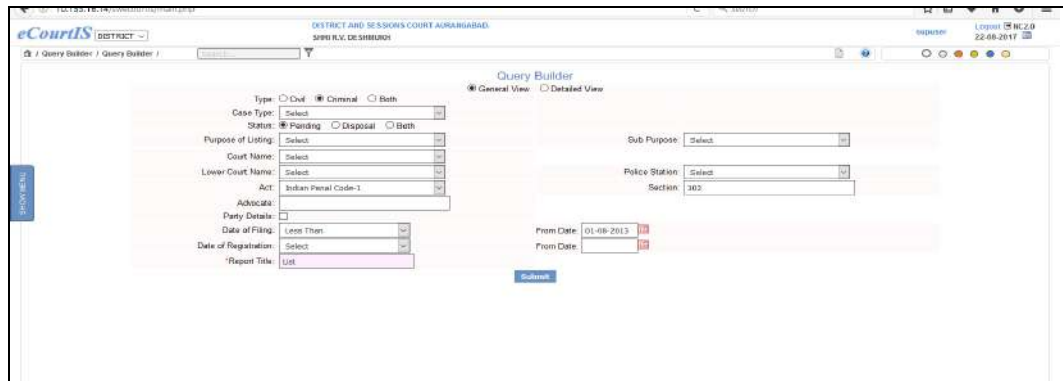 eCourtIS DISTRICT DISTRICT AND SESSIONS COURT AURANGABAD. Logout NC2.0
SHRI R.V. DESHMUKH 22-08-2017
/ Query Builder / Query Builder / Search...
Query Builder
General View Detailed View
Type: Civil Criminal Both
Case Type: Select
Status: Pending Disposal Both
Purpose of Listing: Select Sub Purpose: Select
Court Name: Select
Lower Court Name: Select Police Station: Select
SHOW MENU
Act: Indian Penal Code-1 Section: 302
Advocate:
Party Details:
Date of Filing: Less Than From Date: 01-08-2013
Date of Registration: Select From Date:
*Report Title: List
Submit